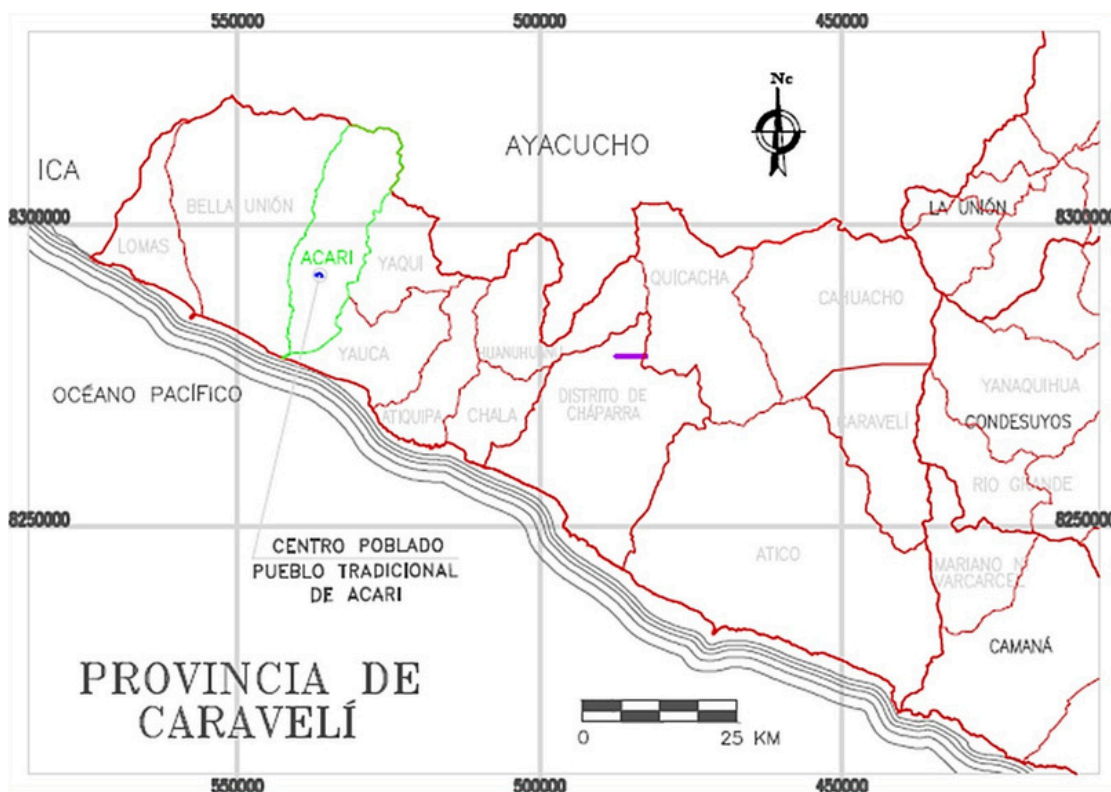 550000
500000
450000
Nc
AYACUCHO
ICA
BELLA UNIÓN
LA UNIÓN
8300000
8300000
LOMAS
ACARI
YAQUI
QUICACHA
CAHUACHO
YAUCA
HUANUHUANU
YANAQUIHUA
OCÉANO PACÍFICO
DISTRITO DE
CHÁPARRA
ATIQUIPA
CHALA
CARAVELÍ
CONDESUYOS
RIO GRANDE
8250000
8250000
CENTRO POBLADO
PUEBLO TRADICIONAL
DE ACARI
ATICO
MARIANO N.
VARCARCEL
CAMANÁ
PROVINCIA DE
CARAVELÍ
0
25 KM
550000
500000
450000